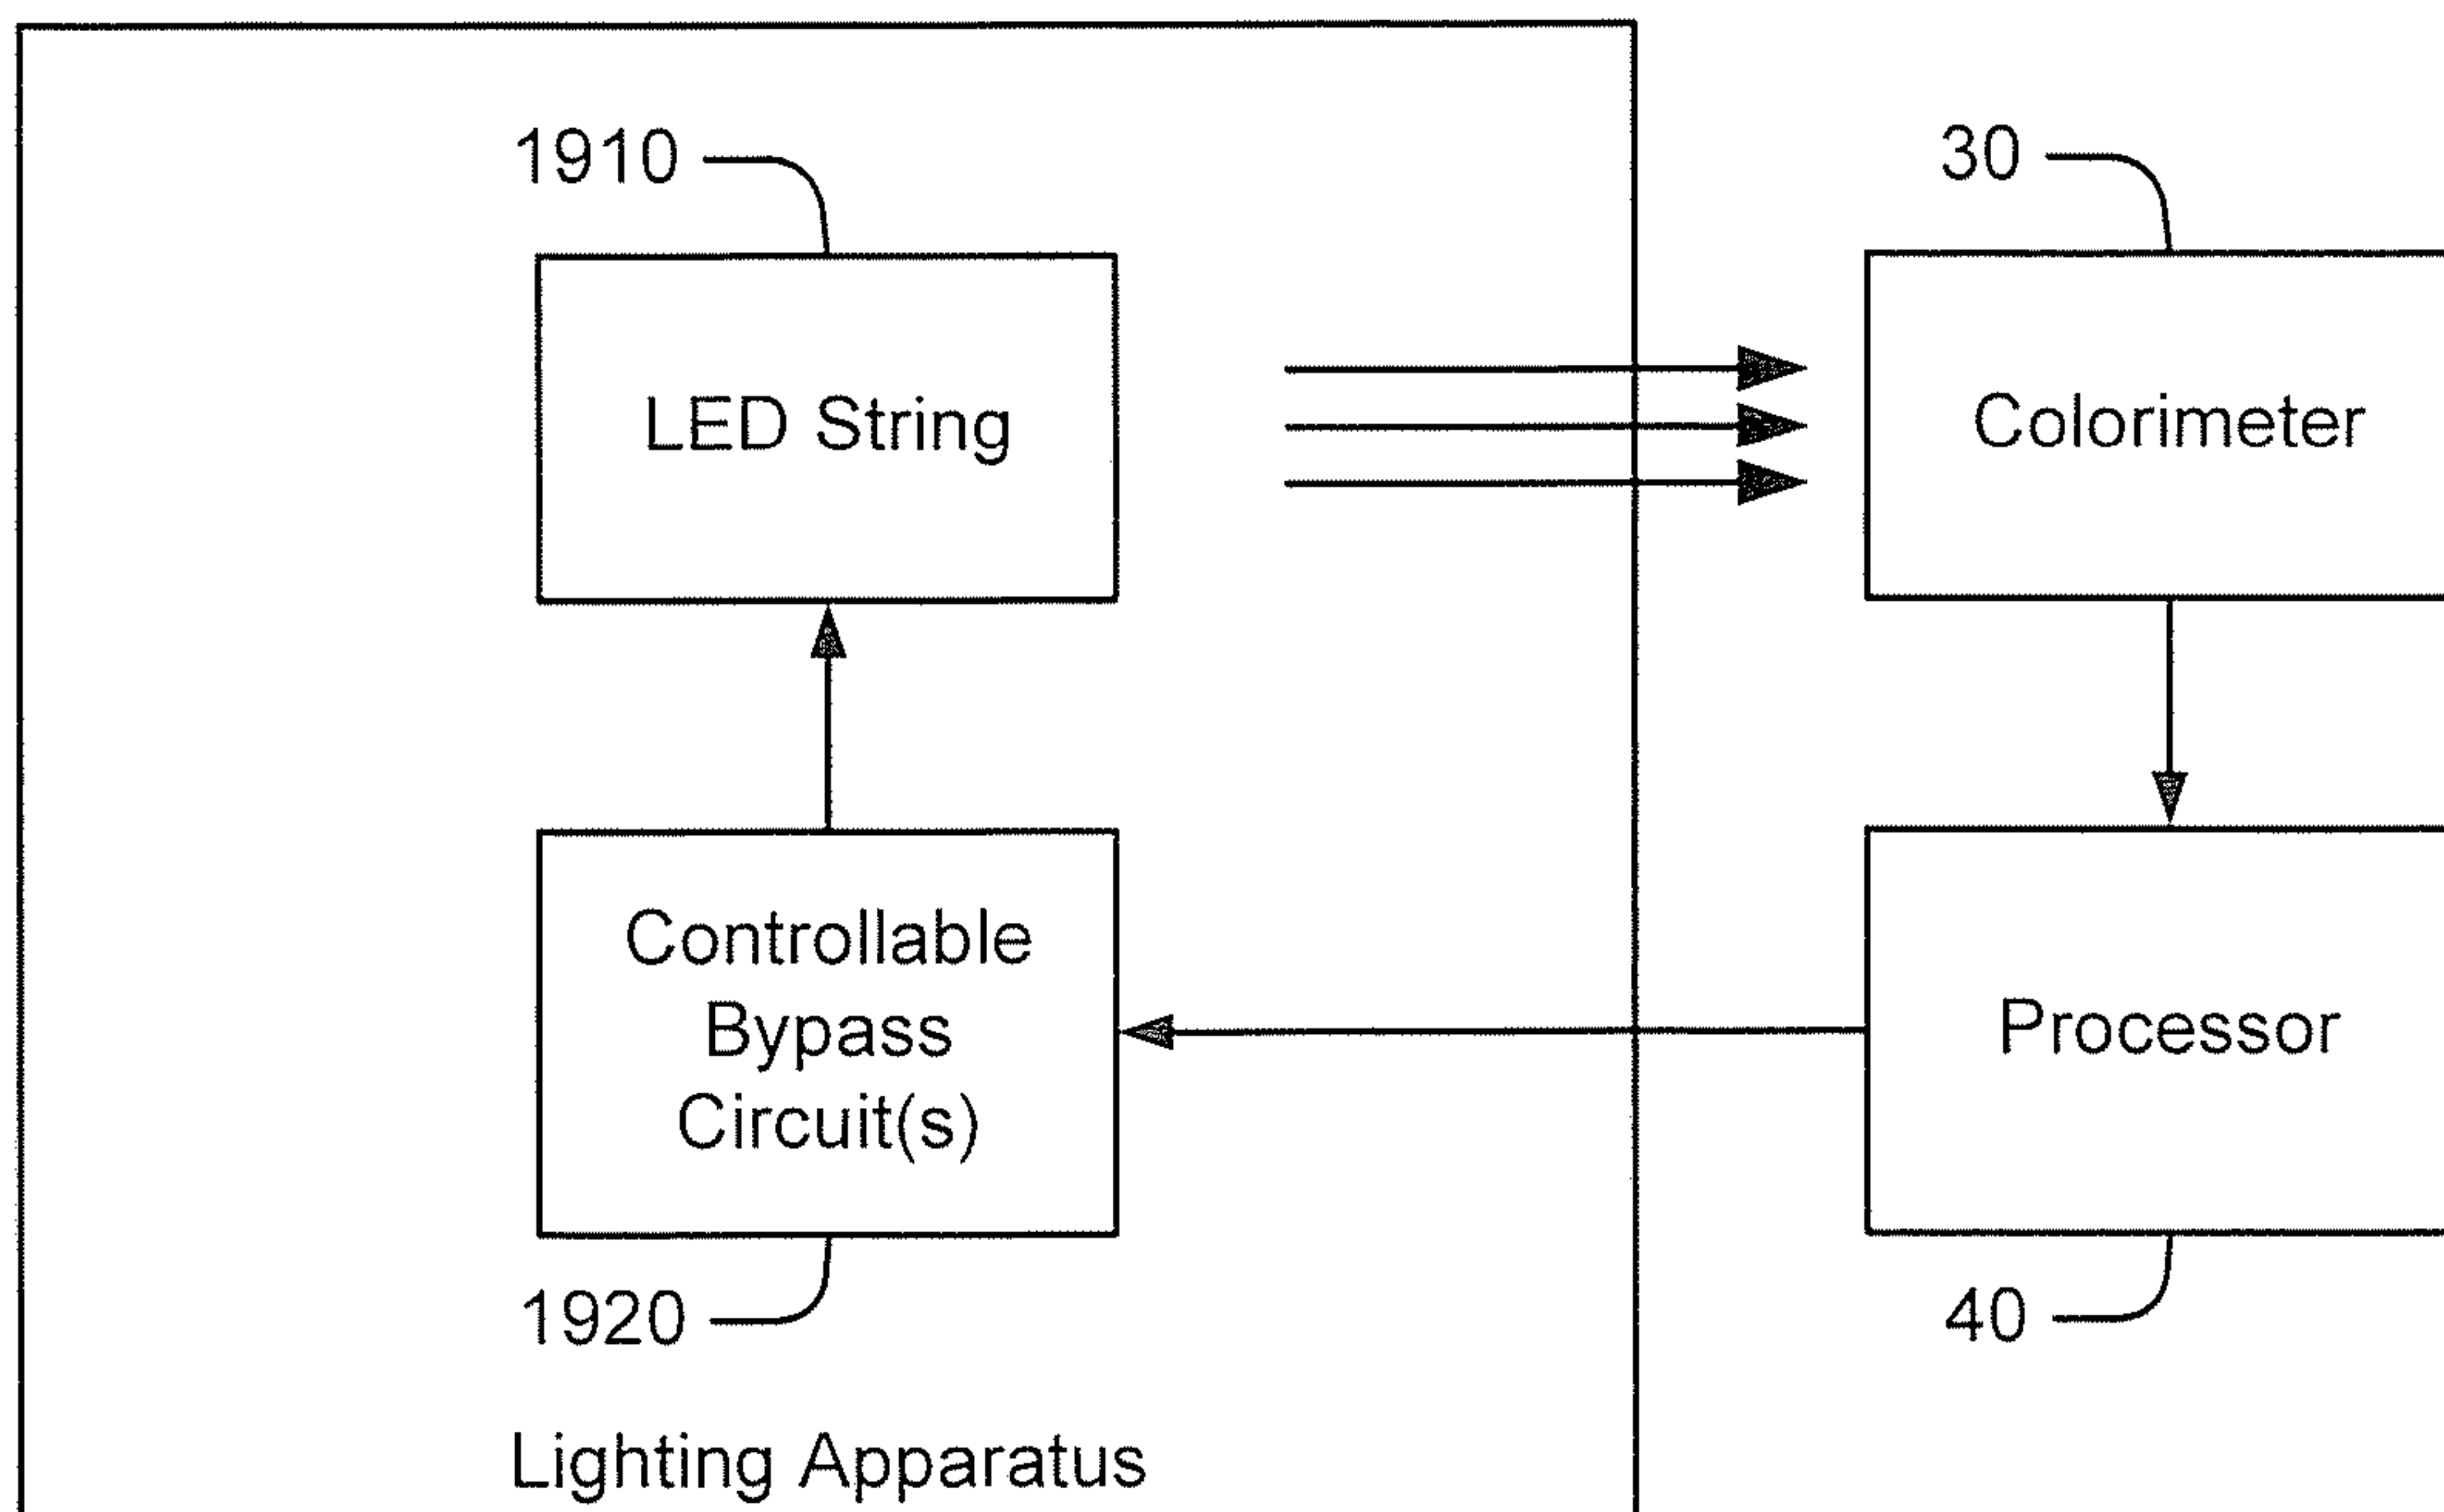 1910
30
LED String
Colorimeter
Controllable
Bypass
Circuit(s)
Processor
1920
40
Lighting Apparatus